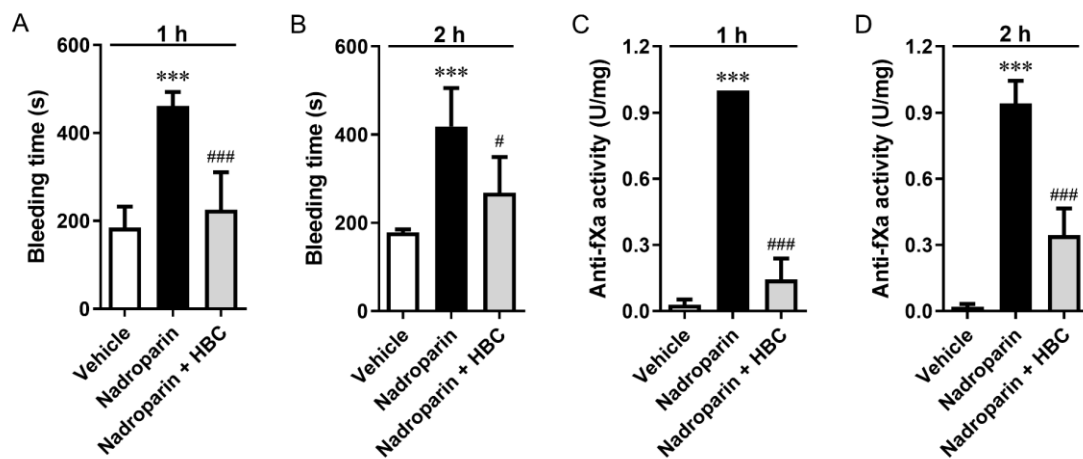 A
1 h
Bleeding time (s)
600
400
200
0
***
###
Vehicle
Nadroparin
Nadroparin + HBC
B
2 h
Bleeding time (s)
600
400
200
0
***
#
Vehicle
Nadroparin
Nadroparin + HBC
C
1 h
Anti-fXa activity (U/mg)
1.2
0.9
0.6
0.3
0.0
***
###
Vehicle
Nadroparin
Nadroparin + HBC
D
2 h
Anti-fXa activity (U/mg)
1.2
0.9
0.6
0.3
0.0
***
###
Vehicle
Nadroparin
Nadroparin + HBC